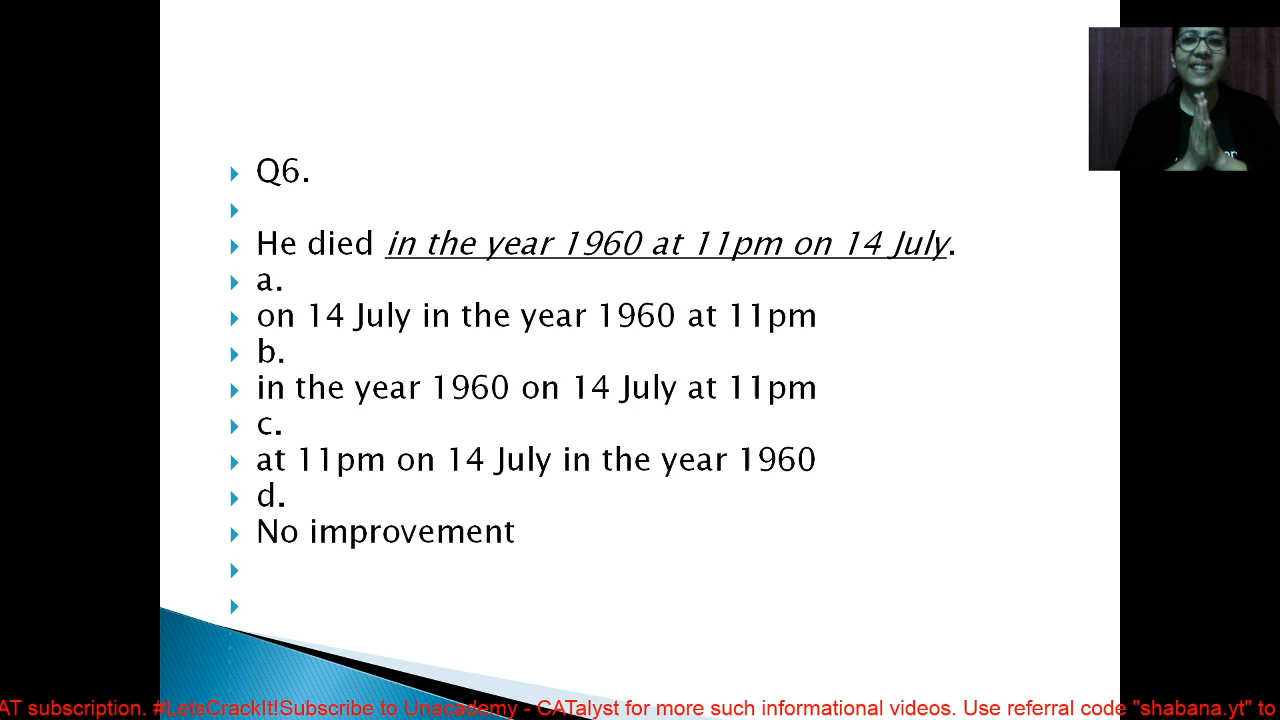 Q6.
He died in the year 1960 at 11pm on 14 July.
a.
on 14 July in the year 1960 at 11pm
b.
in the year 1960 on 14 July at 11pm
c.
at 11pm on 14 July in the year 1960
d.
No improvement
AT subscription. #LetsCrackIt!Subscribe to Unacademy - CATalyst for more such informational videos. Use referral code "shabana.yt" to